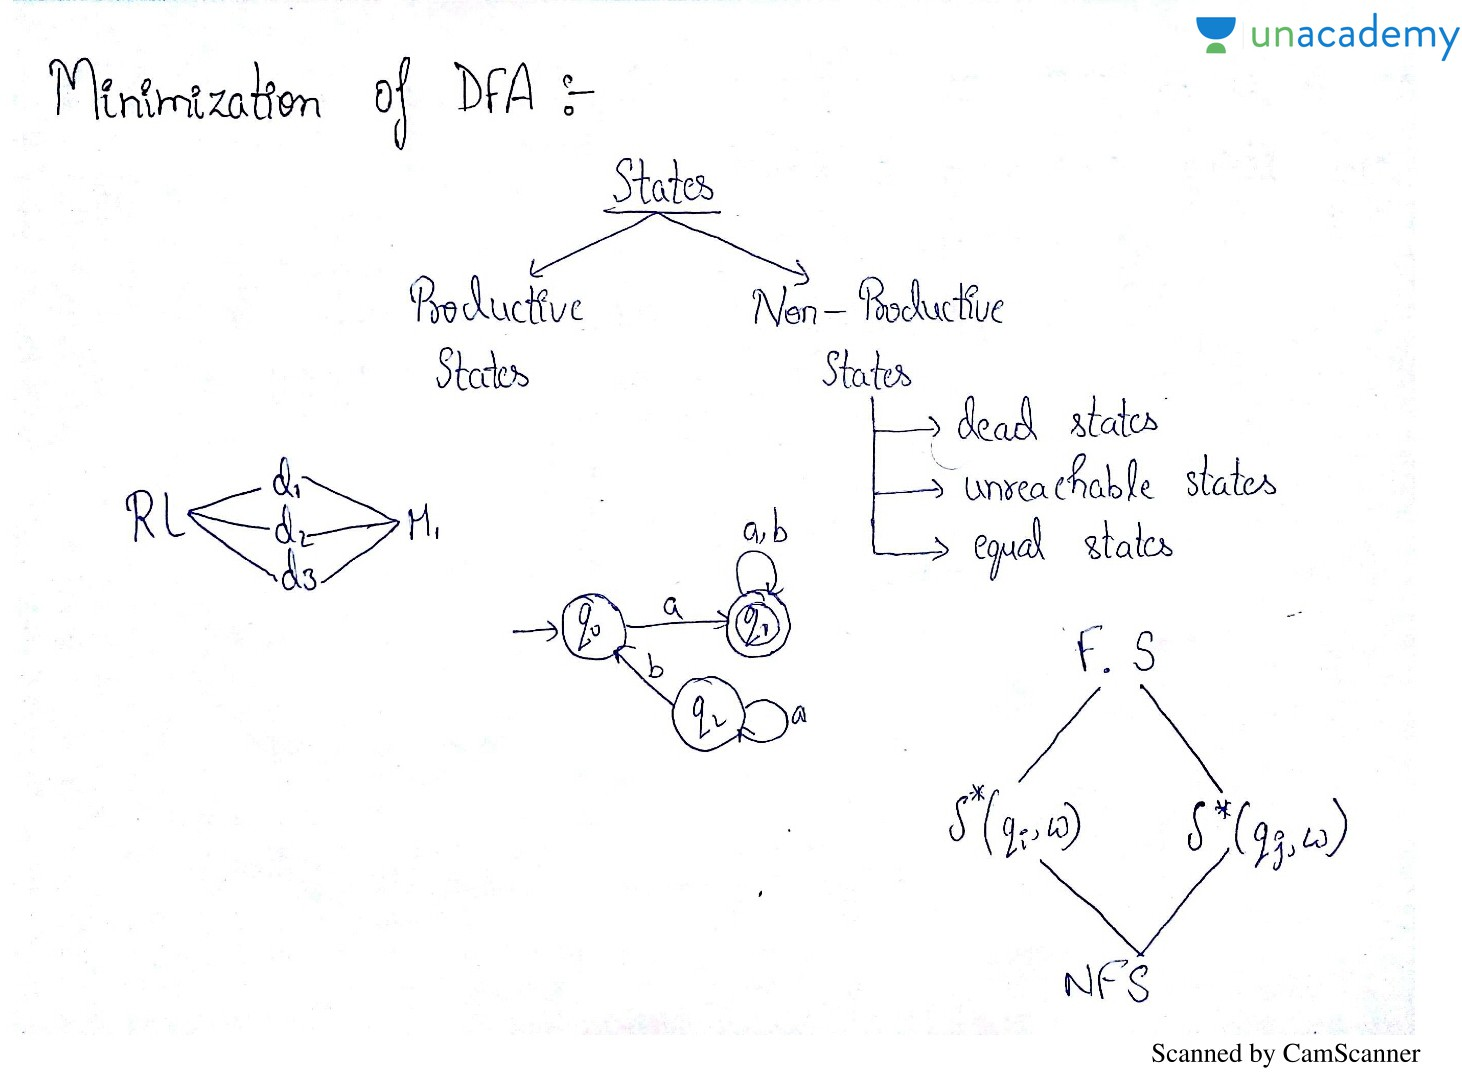 unacademy
Minimization of DFA :-
States
Productive Non-Productive
States States
dead states
unreachable states
equal states
RL d1 d2 d3 M1
a,b
q0 a q1
b
q2 a
F.S
δ*(qi,ω) δ*(qj,ω)
NFS
Scanned by CamScanner